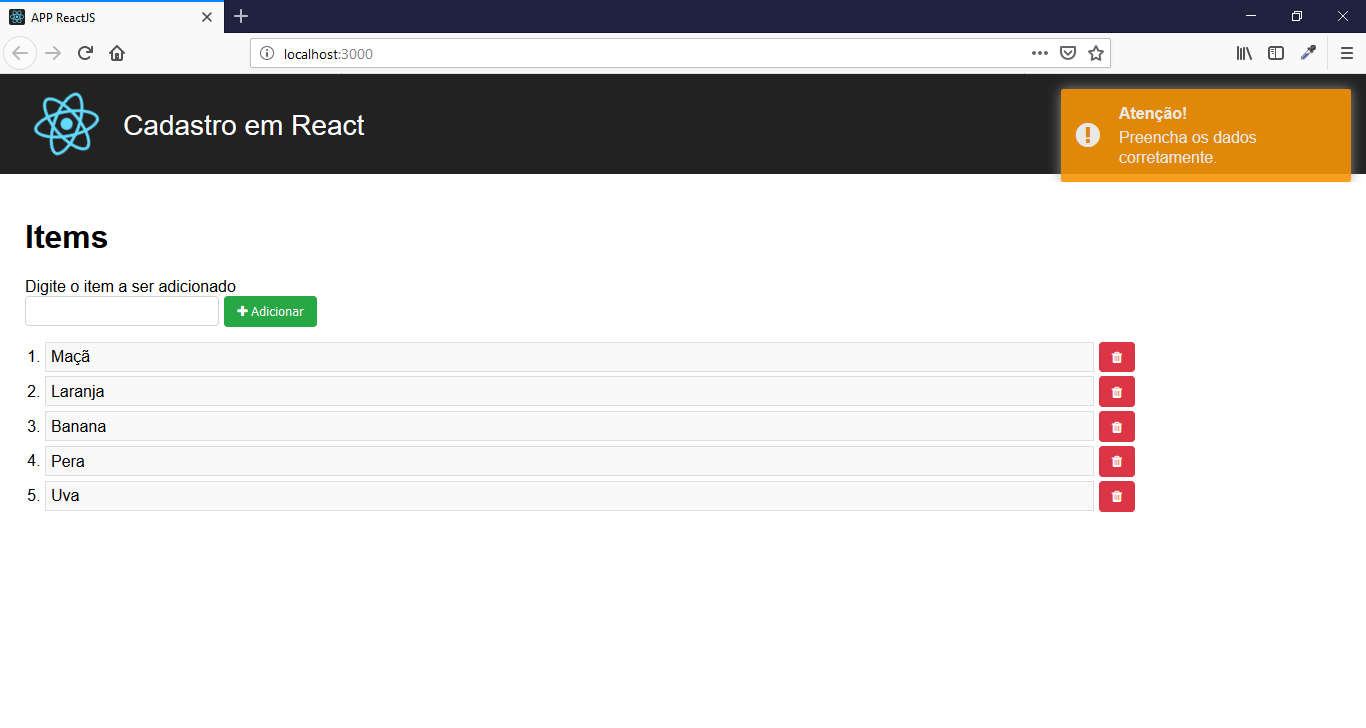 APP ReactJS
localhost:3000
Cadastro em React
Atenção!
Preencha os dados
corretamente.
Items
Digite o item a ser adicionado
Adicionar
1. Maçã
2. Laranja
3. Banana
4. Pera
5. Uva